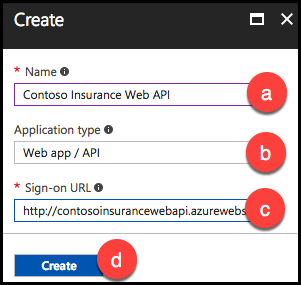 Create
* Name
Contoso Insurance Web API
a
Application type
Web app / API
b
* Sign-on URL
http://contosoinsurancewebapi.azurewebs
c
Create
d